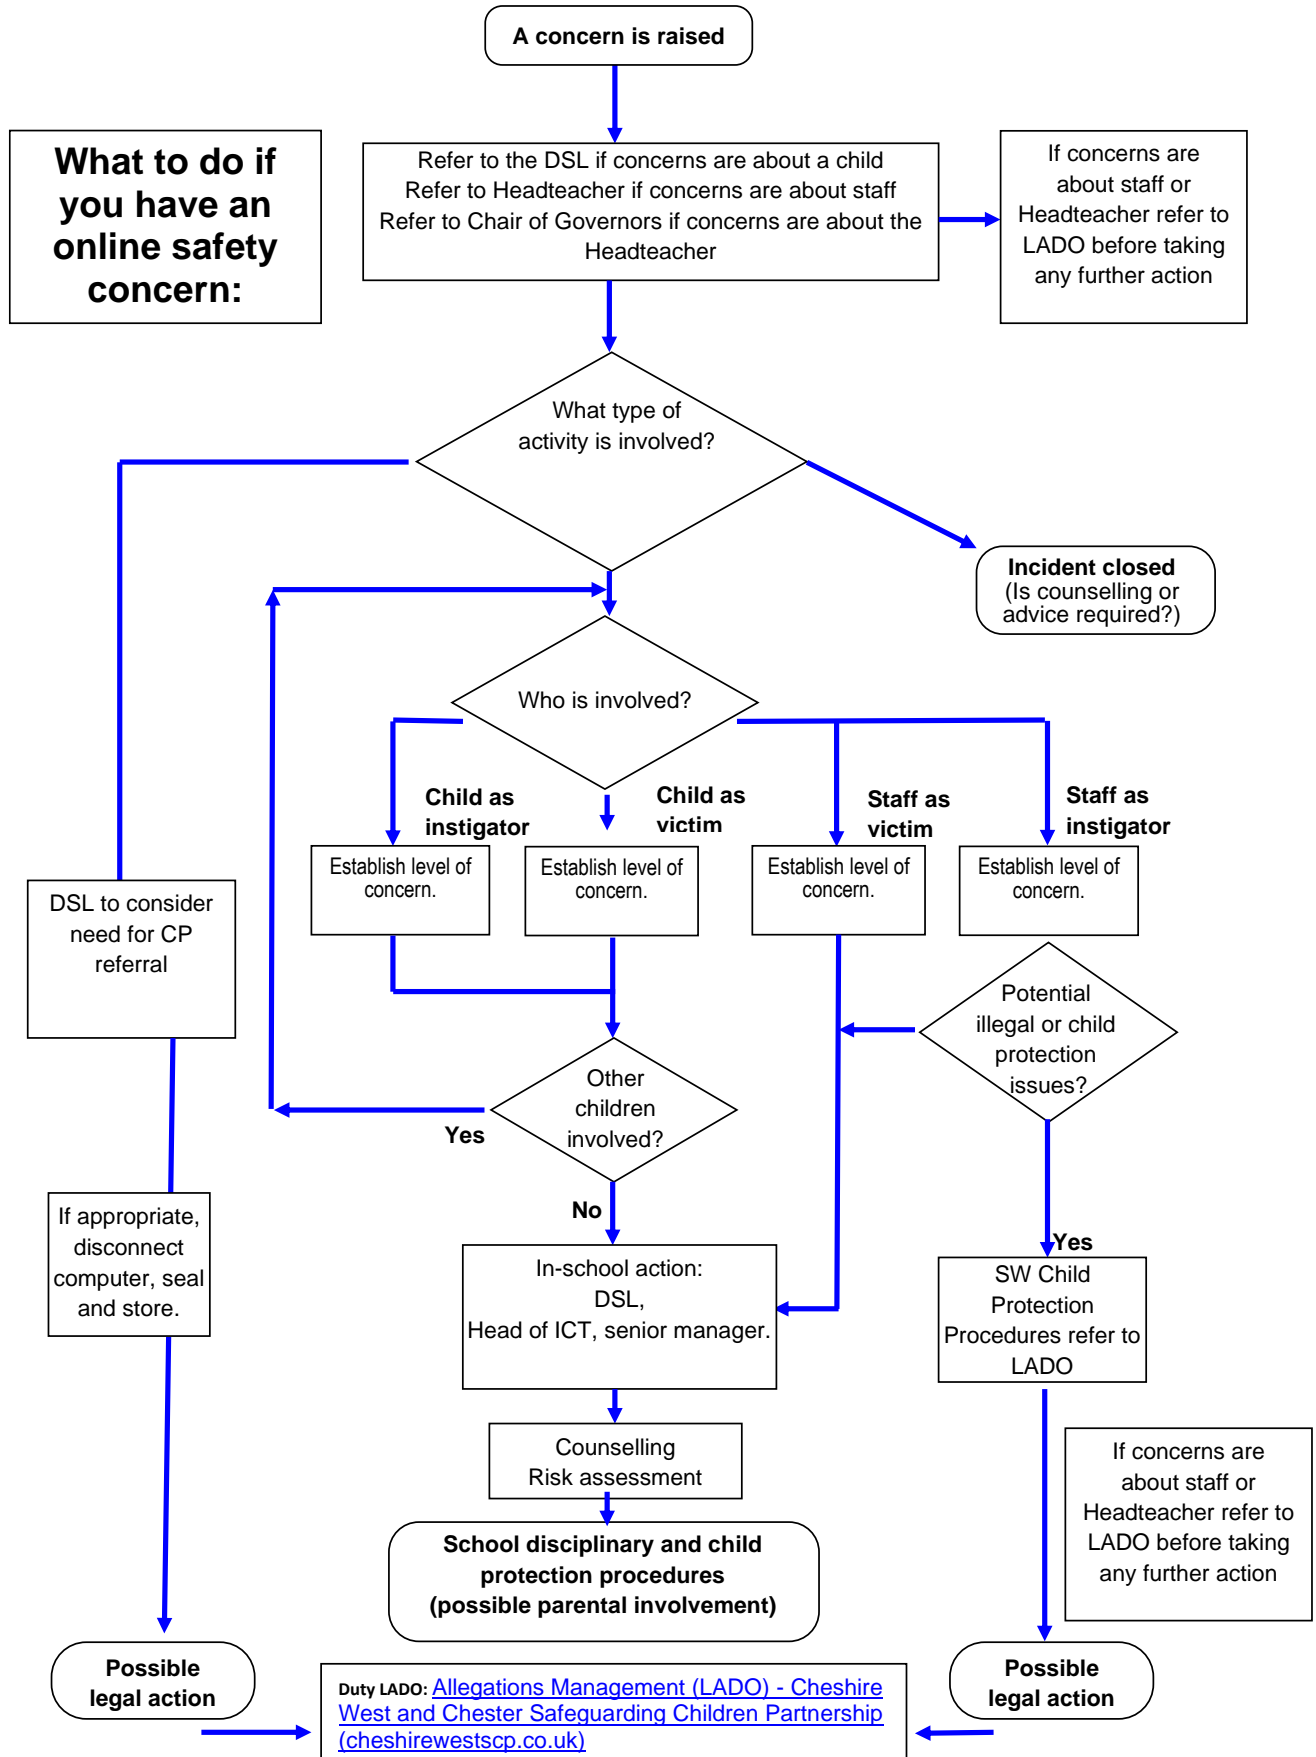 A concern is raised
What to do if
you have an
online safety
concern:
Refer to the DSL if concerns are about a child
Refer to Headteacher if concerns are about staff
Refer to Chair of Governors if concerns are about the
Headteacher
If concerns are
about staff or
Headteacher refer to
LADO before taking
any further action
What type of
activity is involved?
Incident closed
(Is counselling or
advice required?)
Who is involved?
Child as
instigator
Child as
victim
Staff as
victim
Staff as
instigator
Establish level of
concern.
Establish level of
concern.
Establish level of
concern.
Establish level of
concern.
DSL to consider
need for CP
referral
Potential
illegal or child
protection
issues?
Other
children
involved?
Yes
No
If appropriate,
disconnect
computer, seal
and store.
In-school action:
DSL,
Head of ICT, senior manager.
Yes
SW Child
Protection
Procedures refer to
LADO
Counselling
Risk assessment
If concerns are
about staff or
Headteacher refer to
LADO before taking
any further action
School disciplinary and child
protection procedures
(possible parental involvement)
Possible
legal action
Possible
legal action
Duty LADO: Allegations Management (LADO) - Cheshire
West and Chester Safeguarding Children Partnership
(cheshirewestscp.co.uk)